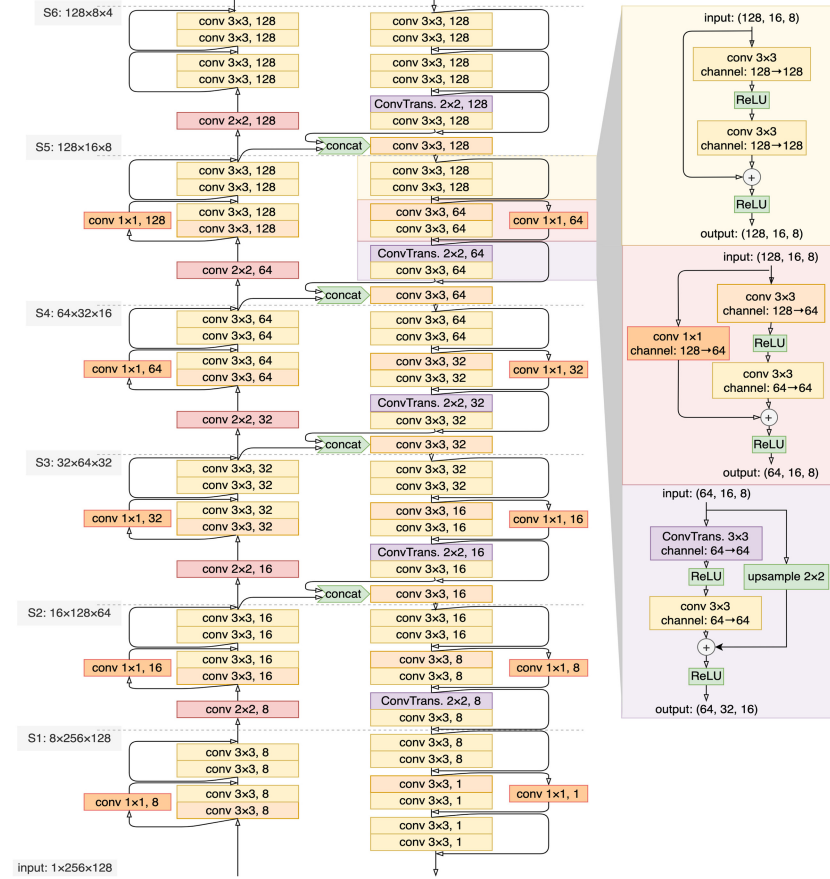 S6: 128×8×4
conv 3×3, 128
conv 3×3, 128
conv 3×3, 128
conv 3×3, 128
conv 2×2, 128
S5: 128×16×8
conv 3×3, 128
conv 3×3, 128
conv 1×1, 128
conv 3×3, 128
conv 3×3, 128
conv 2×2, 64
S4: 64×32×16
conv 3×3, 64
conv 3×3, 64
conv 1×1, 64
conv 3×3, 64
conv 3×3, 64
conv 2×2, 32
S3: 32×64×32
conv 3×3, 32
conv 3×3, 32
conv 1×1, 32
conv 3×3, 32
conv 3×3, 32
conv 2×2, 16
S2: 16×128×64
conv 3×3, 16
conv 3×3, 16
conv 1×1, 16
conv 3×3, 16
conv 3×3, 16
conv 2×2, 8
S1: 8×256×128
conv 3×3, 8
conv 3×3, 8
conv 1×1, 8
conv 3×3, 8
conv 3×3, 8
input: 1×256×128
conv 3×3, 128
conv 3×3, 128
conv 3×3, 128
conv 3×3, 128
ConvTrans. 2×2, 128
conv 3×3, 128
concat
conv 3×3, 128
conv 3×3, 128
conv 3×3, 128
conv 3×3, 64
conv 3×3, 64
conv 1×1, 64
ConvTrans. 2×2, 64
conv 3×3, 64
concat
conv 3×3, 64
conv 3×3, 64
conv 3×3, 64
conv 3×3, 32
conv 3×3, 32
conv 1×1, 32
ConvTrans. 2×2, 32
conv 3×3, 32
concat
conv 3×3, 32
conv 3×3, 32
conv 3×3, 32
conv 3×3, 16
conv 3×3, 16
conv 1×1, 16
ConvTrans. 2×2, 16
conv 3×3, 16
concat
conv 3×3, 16
conv 3×3, 16
conv 3×3, 16
conv 3×3, 8
conv 3×3, 8
conv 1×1, 8
ConvTrans. 2×2, 8
conv 3×3, 8
conv 3×3, 8
conv 3×3, 8
conv 3×3, 1
conv 3×3, 1
conv 1×1, 1
conv 3×3, 1
conv 3×3, 1
input: (128, 16, 8)
conv 3×3
channel: 128→128
ReLU
conv 3×3
channel: 128→128
+
ReLU
output: (128, 16, 8)
input: (128, 16, 8)
conv 3×3
channel: 128→64
conv 1×1
channel: 128→64
ReLU
conv 3×3
channel: 64→64
+
ReLU
output: (64, 16, 8)
input: (64, 16, 8)
ConvTrans. 3×3
channel: 64→64
ReLU
upsample 2×2
conv 3×3
channel: 64→64
+
ReLU
output: (64, 32, 16)